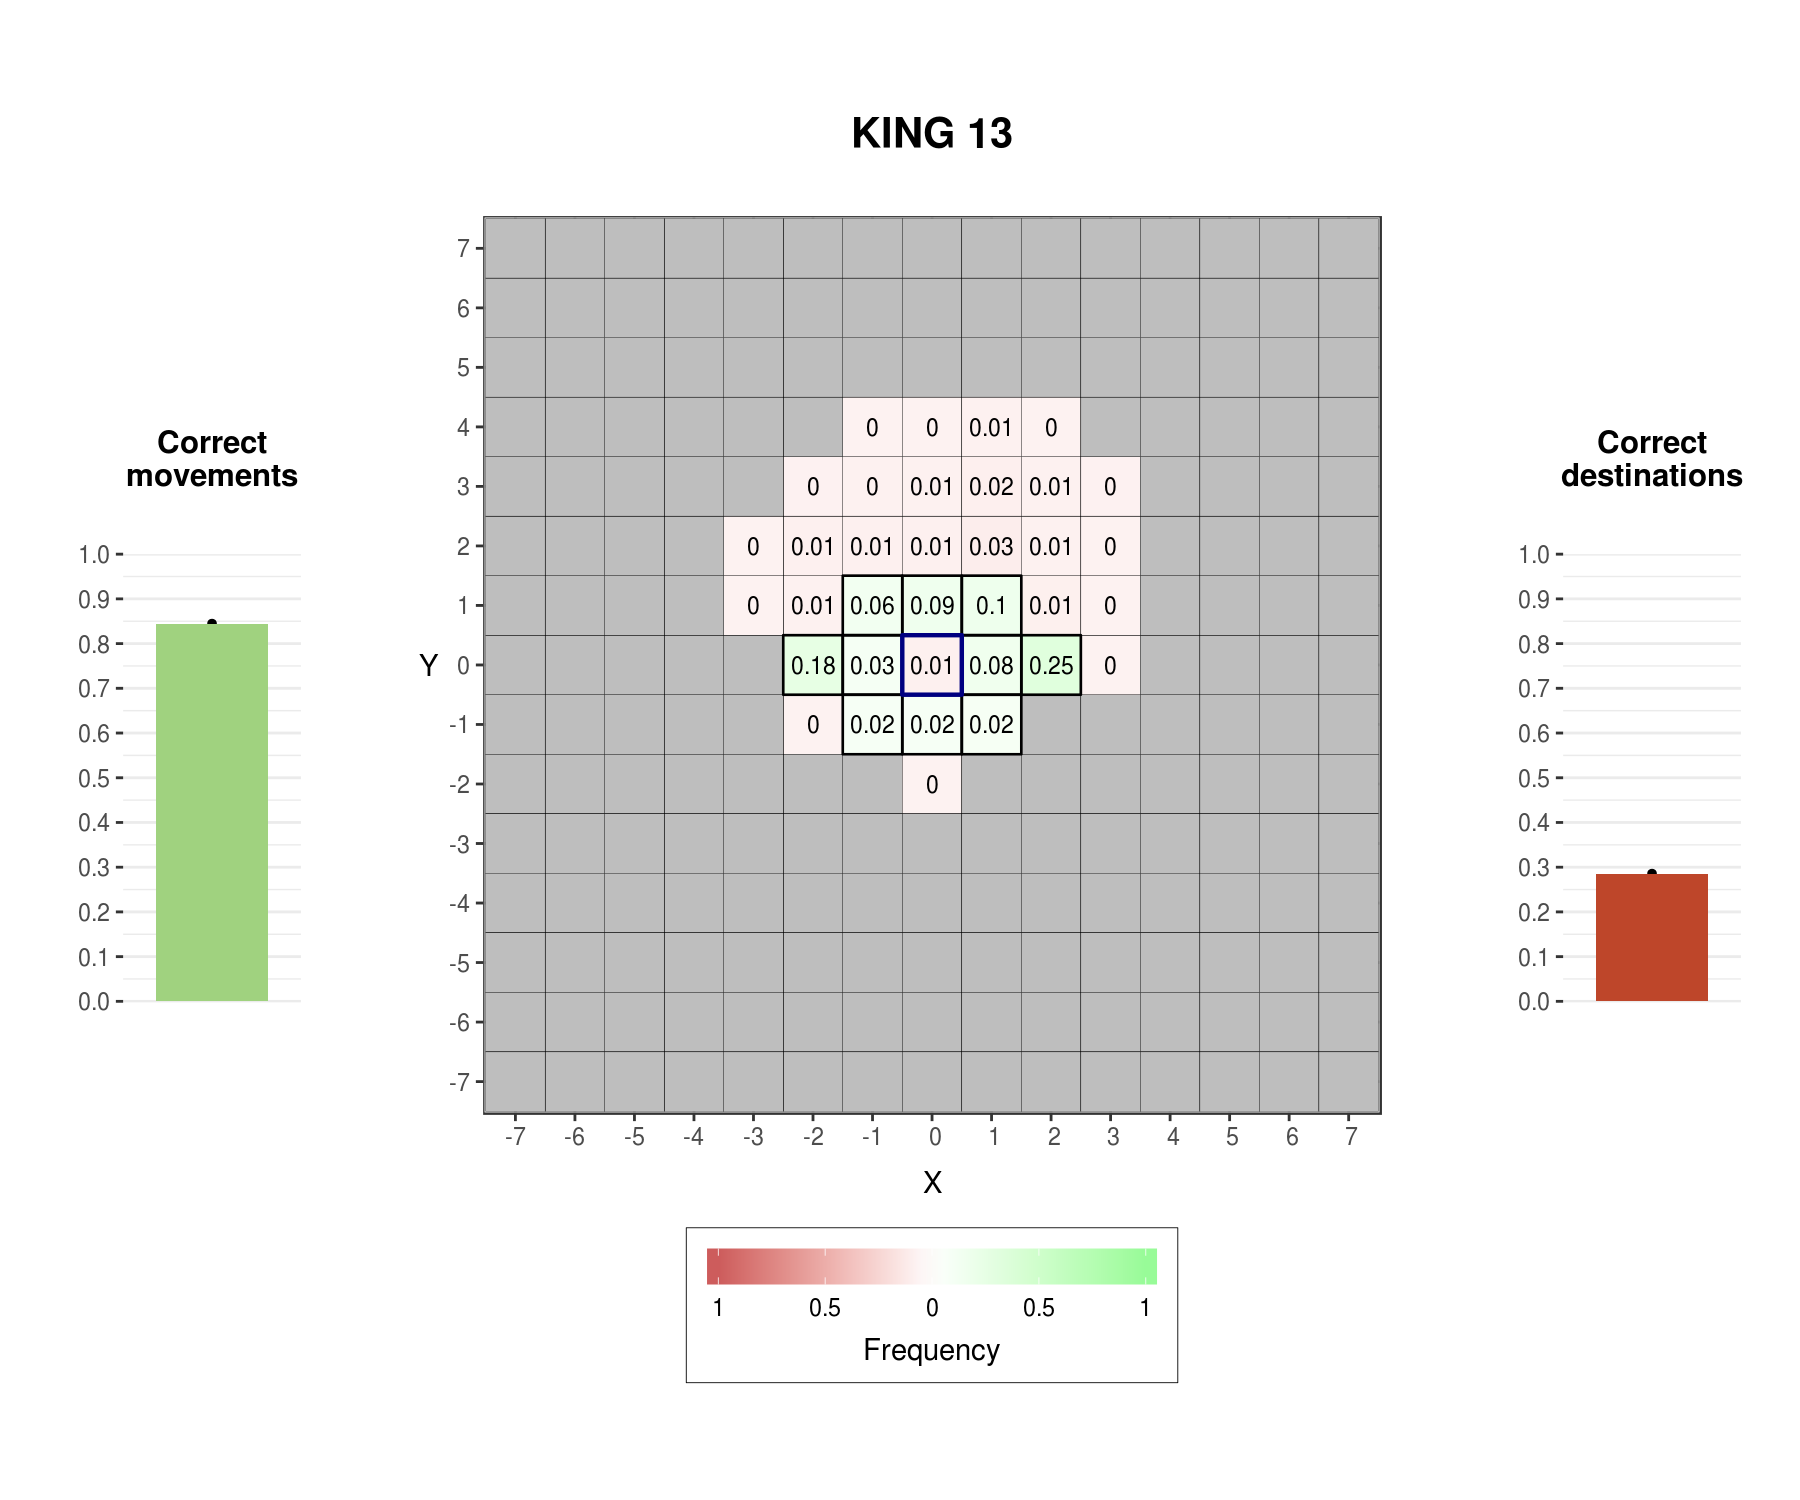 KING 13
Correct
movements
1.0
0.9
0.8
0.7
0.6
0.5
0.4
0.3
0.2
0.1
0.0
Y
7
6
5
4 0 0 0.01 0
3 0 0 0.01 0.02 0.01 0
2 0 0.01 0.01 0.01 0.03 0.01 0
1 0 0.01 0.06 0.09 0.1 0.01 0
0 0.18 0.03 0.01 0.08 0.25 0
-1 0 0.02 0.02 0.02
-2 0
-3
-4
-5
-6
-7
-7 -6 -5 -4 -3 -2 -1 0 1 2 3 4 5 6 7
X
1 0.5 0 0.5 1
Frequency
Correct
destinations
1.0
0.9
0.8
0.7
0.6
0.5
0.4
0.3
0.2
0.1
0.0